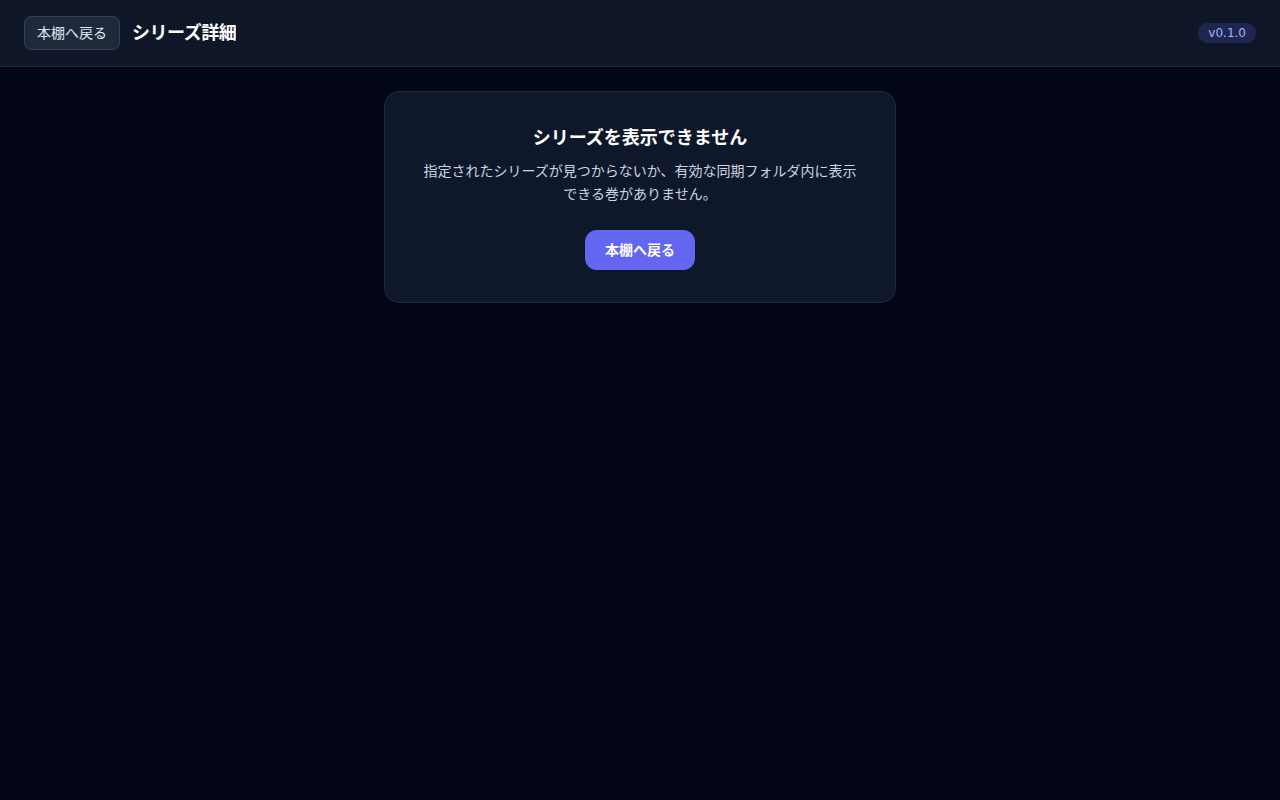 本棚へ戻る シリーズ詳細 v0.1.0
シリーズを表示できません
指定されたシリーズが見つからないか、有効な同期フォルダ内に表示
できる巻がありません。
本棚へ戻る